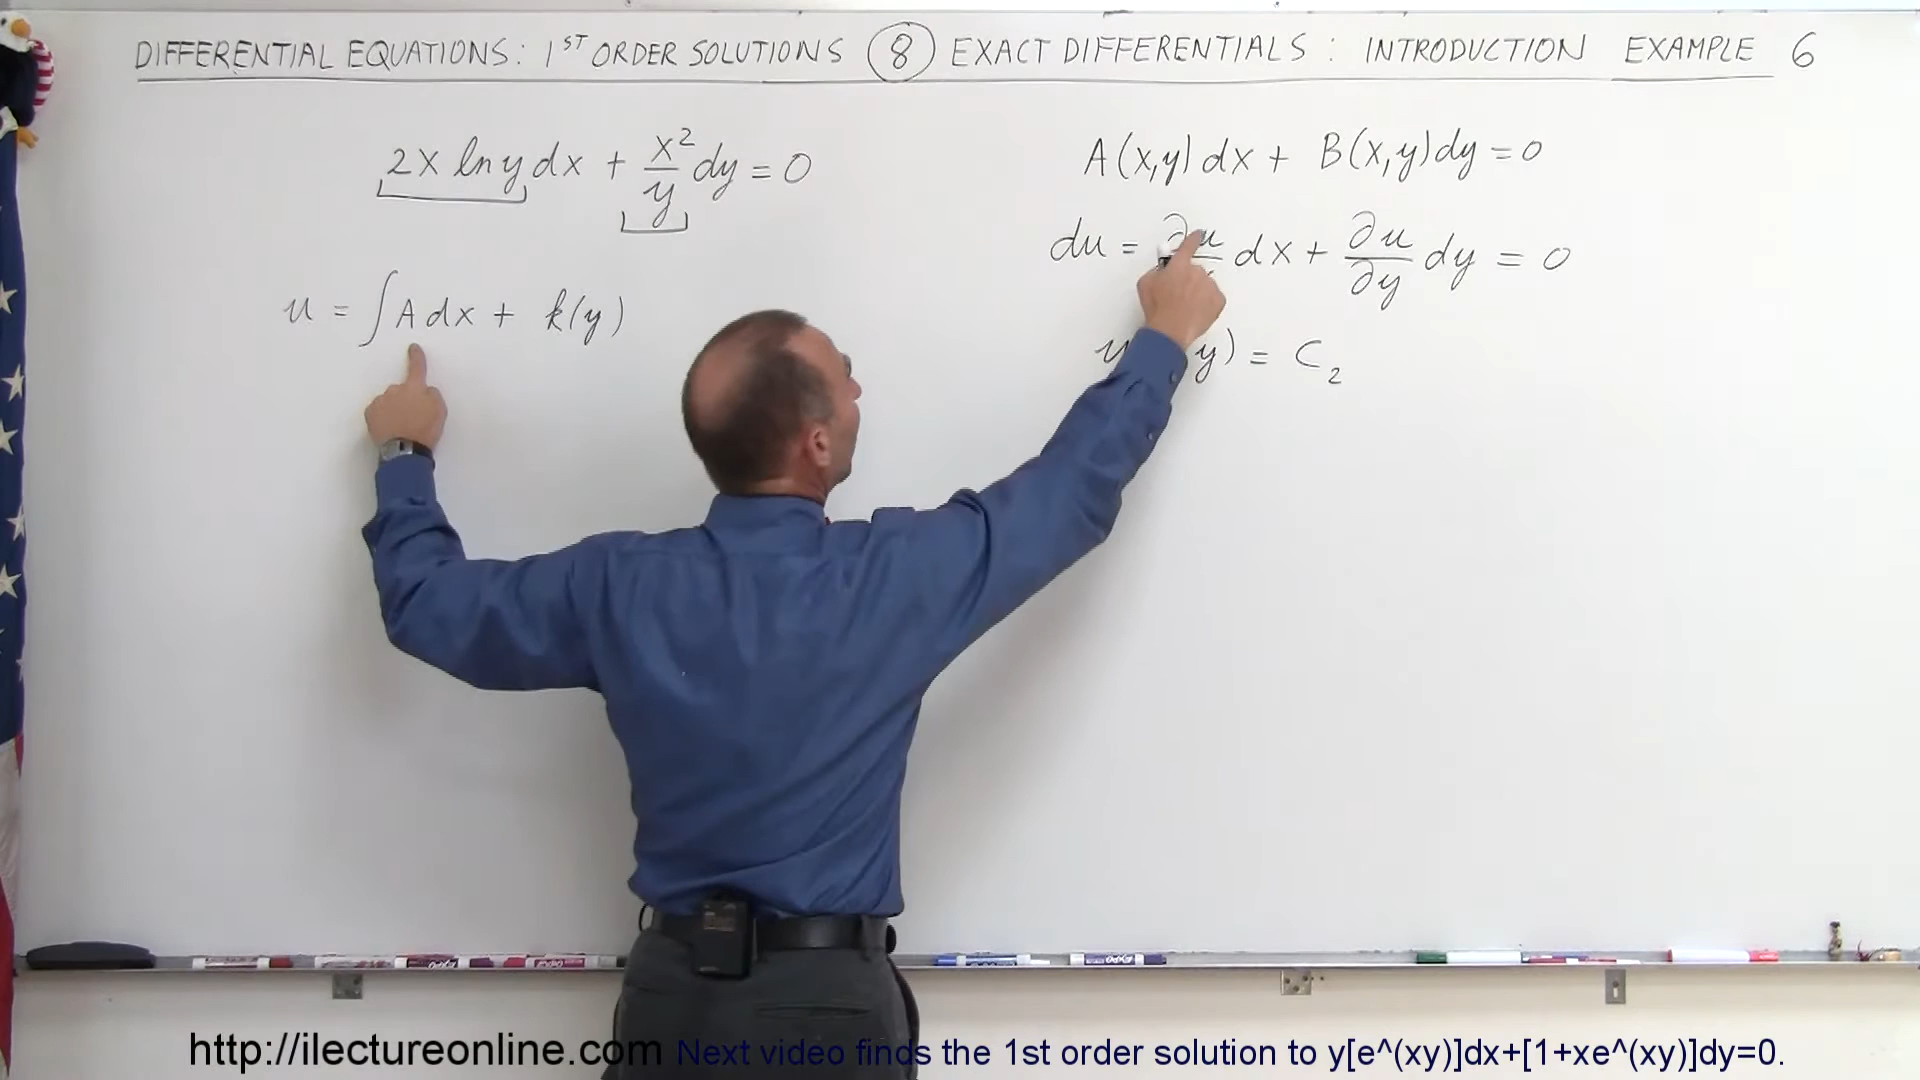 DIFFERENTIAL EQUATIONS: 1ST ORDER SOLUTIONS 8 EXACT DIFFERENTIALS: INTRODUCTION EXAMPLE 6
2x ln y dx + x²/y dy = 0
u = ∫A dx + k(y)
A(x,y)dx + B(x,y)dy = 0
du = ∂u dx + ∂u/∂y dy = 0
u y) = C₂
http://ilectureonline.com Next video finds the 1st order solution to y[e^(xy)]dx+[1+xe^(xy)]dy=0.